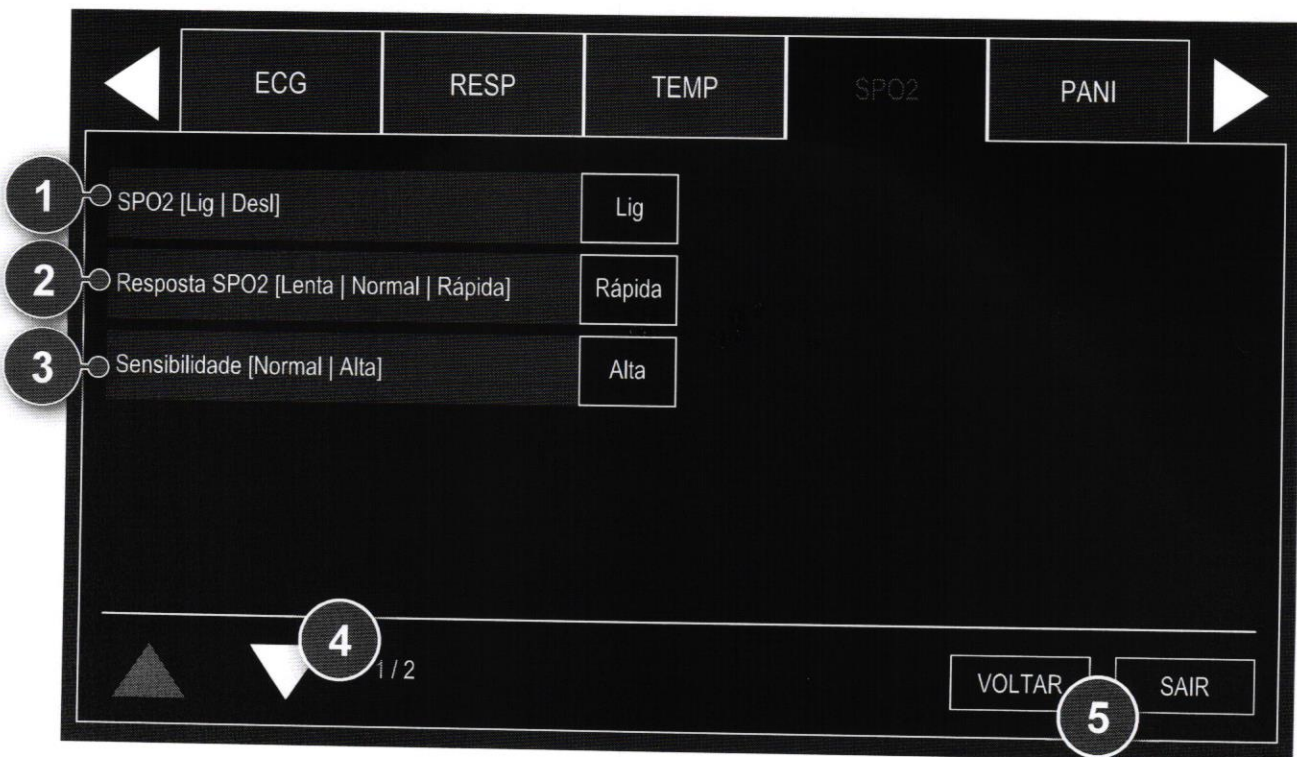 ECG RESP TEMP SPO2 PANI
1 SPO2 [Lig | Desl] Lig
2 Resposta SPO2 [Lenta | Normal | Rápida] Rápida
3 Sensibilidade [Normal | Alta] Alta
4 1 / 2
VOLTAR SAIR
5